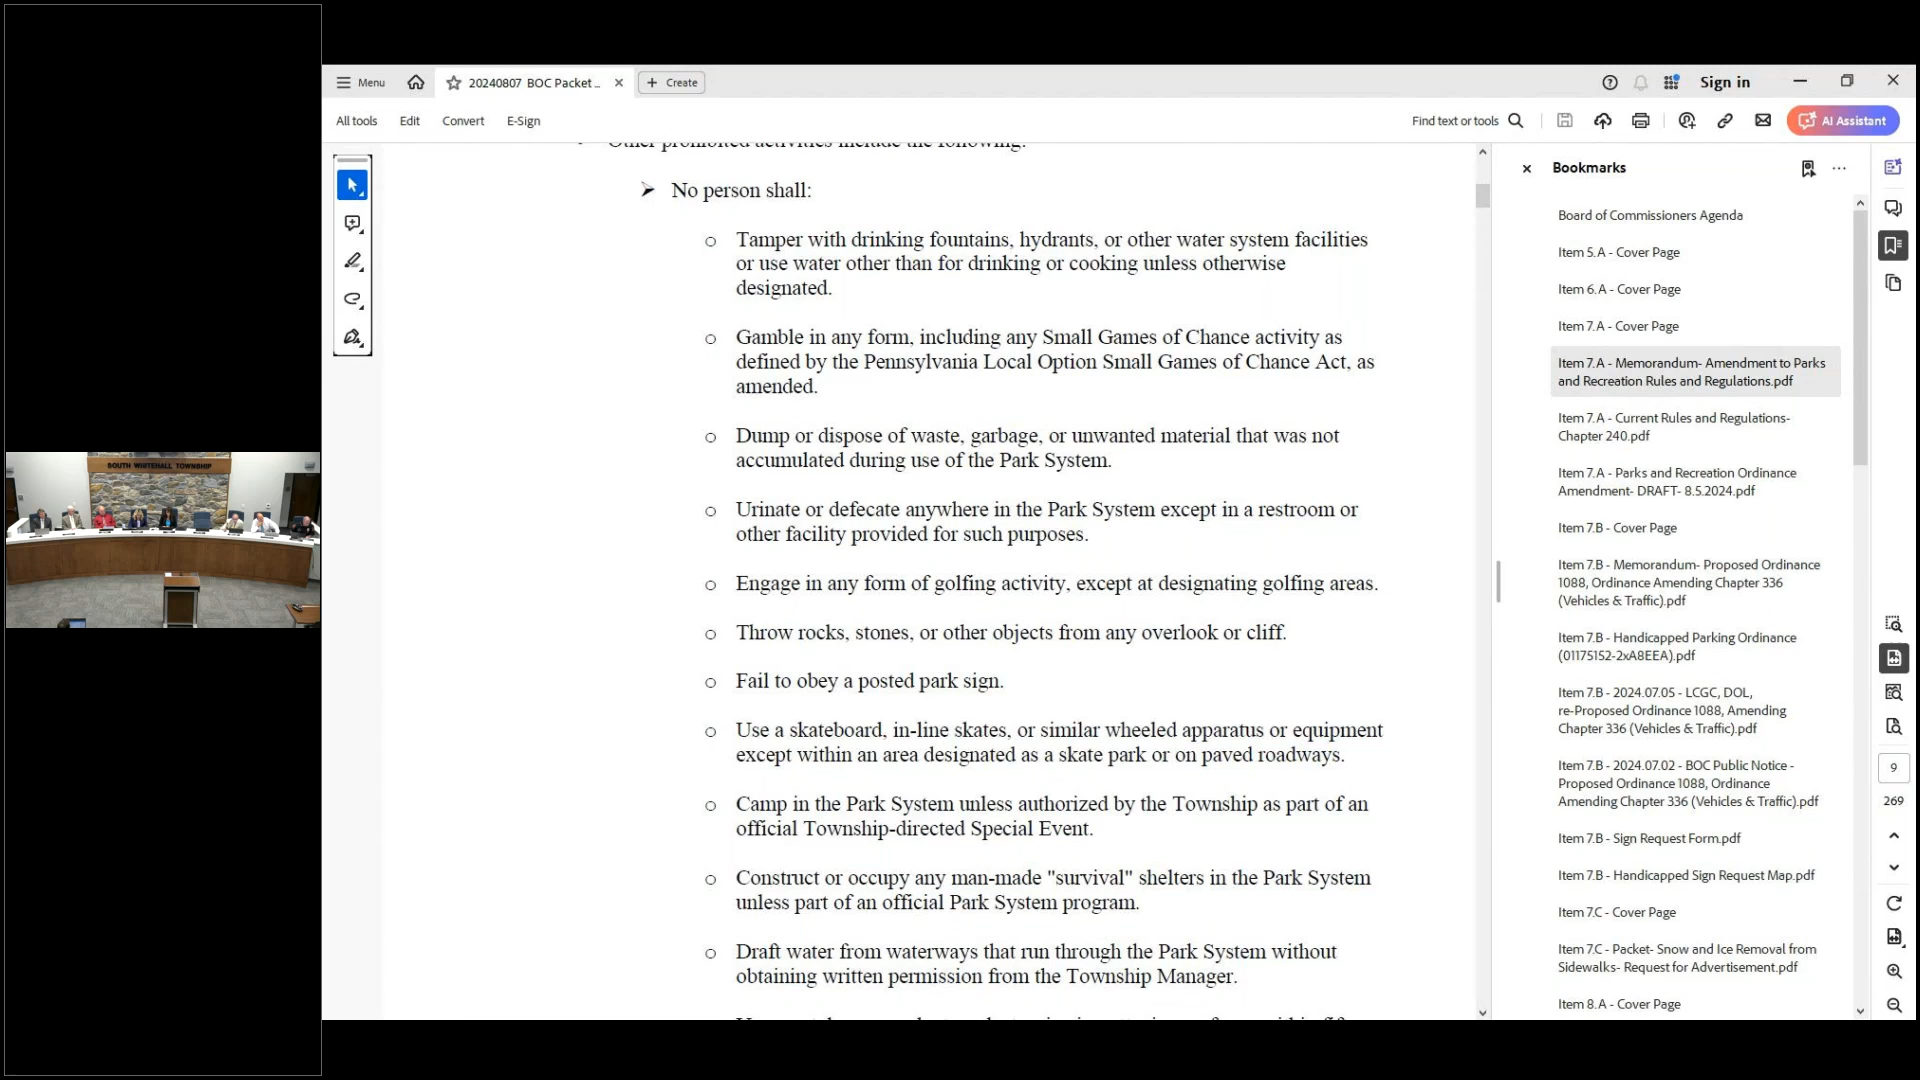 SOUTH WHITEHALL TOWNSHIP
Menu
20240807 BOC Packet ...
Create
Sign in
All tools
Edit
Convert
E-Sign
Find text or tools
AI Assistant
Other prohibited activities include the following:
No person shall:
Tamper with drinking fountains, hydrants, or other water system facilities
or use water other than for drinking or cooking unless otherwise
designated.
Gamble in any form, including any Small Games of Chance activity as
defined by the Pennsylvania Local Option Small Games of Chance Act, as
amended.
Dump or dispose of waste, garbage, or unwanted material that was not
accumulated during use of the Park System.
Urinate or defecate anywhere in the Park System except in a restroom or
other facility provided for such purposes.
Engage in any form of golfing activity, except at designating golfing areas.
Throw rocks, stones, or other objects from any overlook or cliff.
Fail to obey a posted park sign.
Use a skateboard, in-line skates, or similar wheeled apparatus or equipment
except within an area designated as a skate park or on paved roadways.
Camp in the Park System unless authorized by the Township as part of an
official Township-directed Special Event.
Construct or occupy any man-made "survival" shelters in the Park System
unless part of an official Park System program.
Draft water from waterways that run through the Park System without
obtaining written permission from the Township Manager.
Bookmarks
Board of Commissioners Agenda
Item 5.A - Cover Page
Item 6.A - Cover Page
Item 7.A - Cover Page
Item 7.A - Memorandum- Amendment to Parks
and Recreation Rules and Regulations.pdf
Item 7.A - Current Rules and Regulations-
Chapter 240.pdf
Item 7.A - Parks and Recreation Ordinance
Amendment- DRAFT- 8.5.2024.pdf
Item 7.B - Cover Page
Item 7.B - Memorandum- Proposed Ordinance
1088, Ordinance Amending Chapter 336
(Vehicles & Traffic).pdf
Item 7.B - Handicapped Parking Ordinance
(01175152-2xA8EEA).pdf
Item 7.B - 2024.07.05 - LCGC, DOL,
re-Proposed Ordinance 1088, Amending
Chapter 336 (Vehicles & Traffic).pdf
Item 7.B - 2024.07.02 - BOC Public Notice -
Proposed Ordinance 1088, Ordinance
Amending Chapter 336 (Vehicles & Traffic).pdf
Item 7.B - Sign Request Form.pdf
Item 7.B - Handicapped Sign Request Map.pdf
Item 7.C - Cover Page
Item 7.C - Packet- Snow and Ice Removal from
Sidewalks- Request for Advertisement.pdf
Item 8.A - Cover Page
9
269